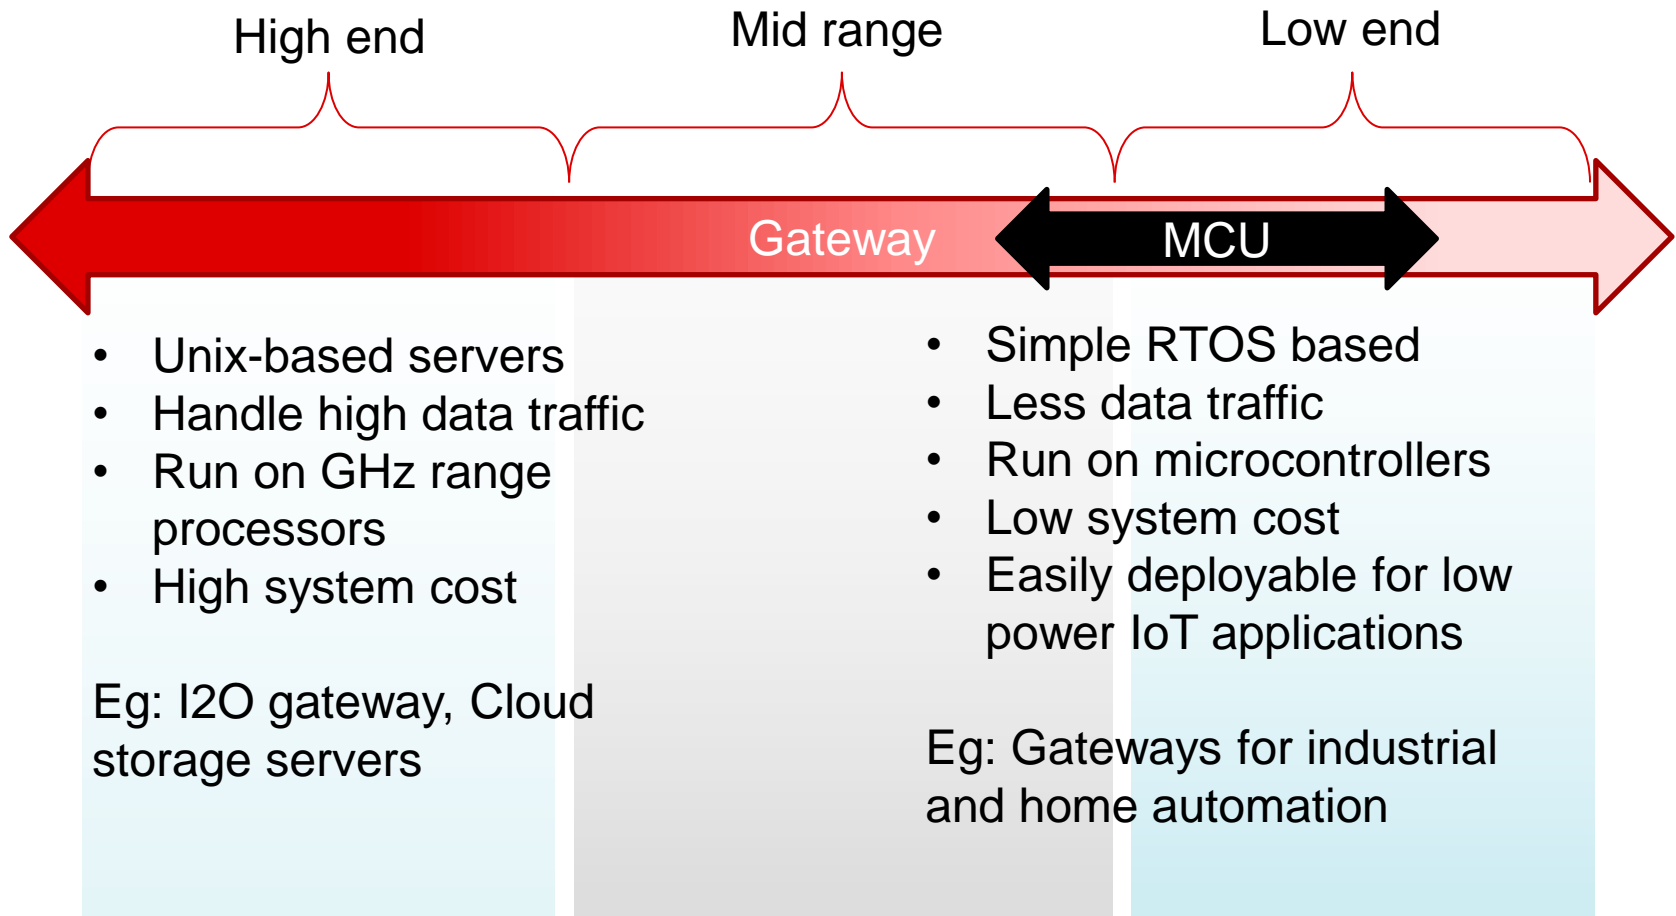 High end
Mid range
Low end
Gateway
MCU
• Unix-based servers
• Handle high data traffic
• Run on GHz range
processors
• High system cost
Eg: I2O gateway, Cloud
storage servers
• Simple RTOS based
• Less data traffic
• Run on microcontrollers
• Low system cost
• Easily deployable for low
power IoT applications
Eg: Gateways for industrial
and home automation